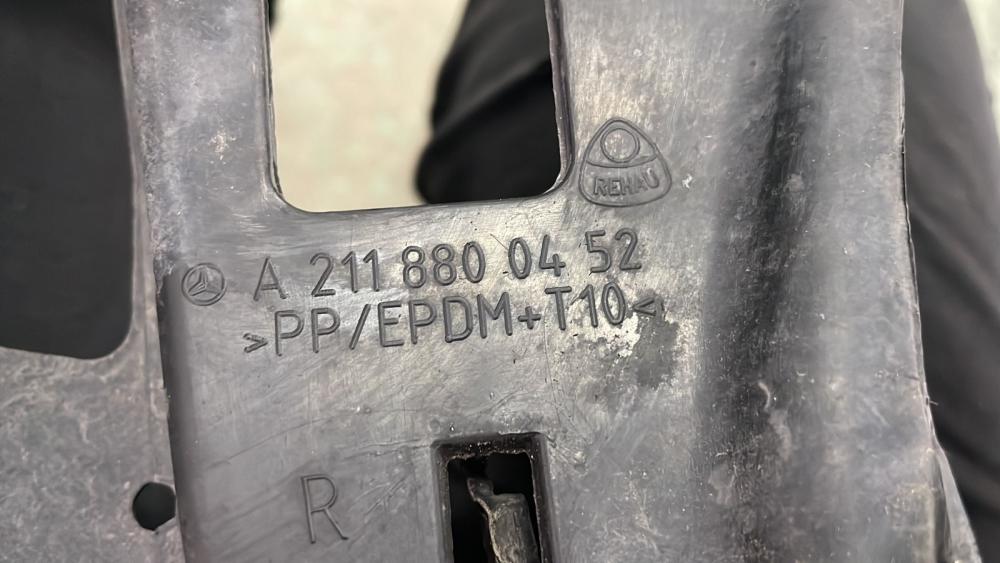 REHAU
A 211 880 04 52
>PP/EPDM+T10<
R